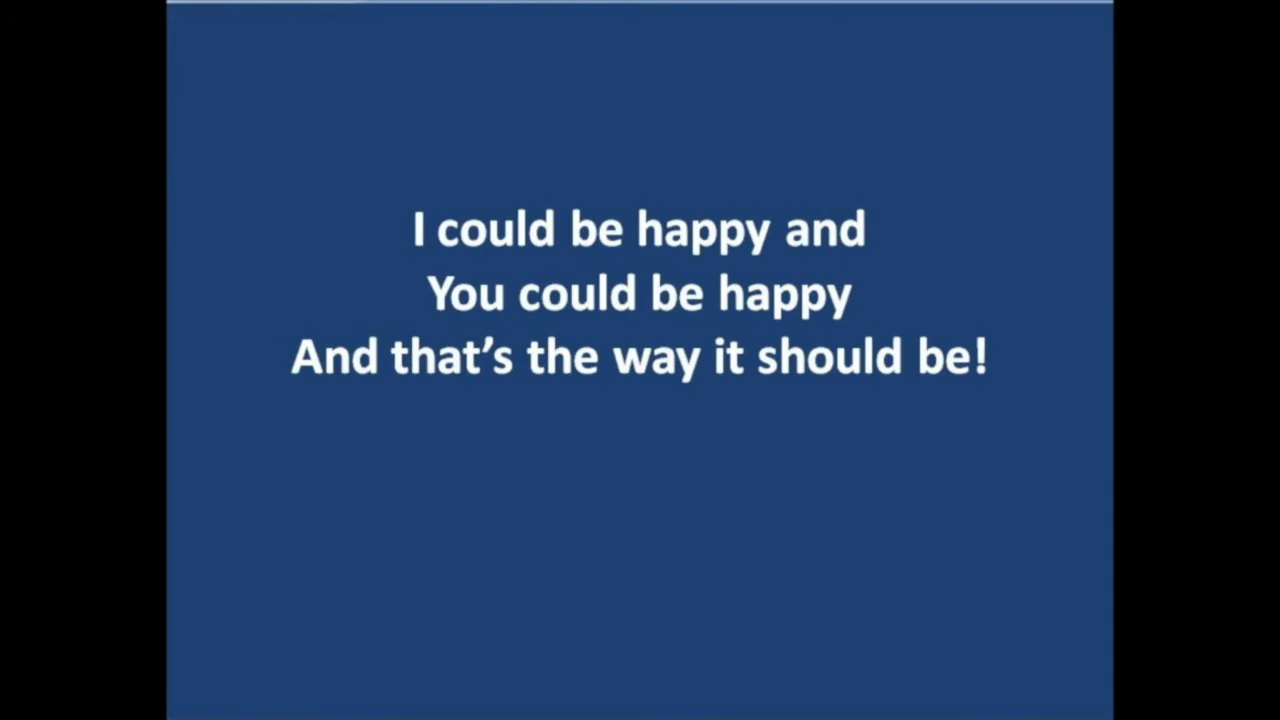 I could be happy and
You could be happy
And that’s the way it should be!